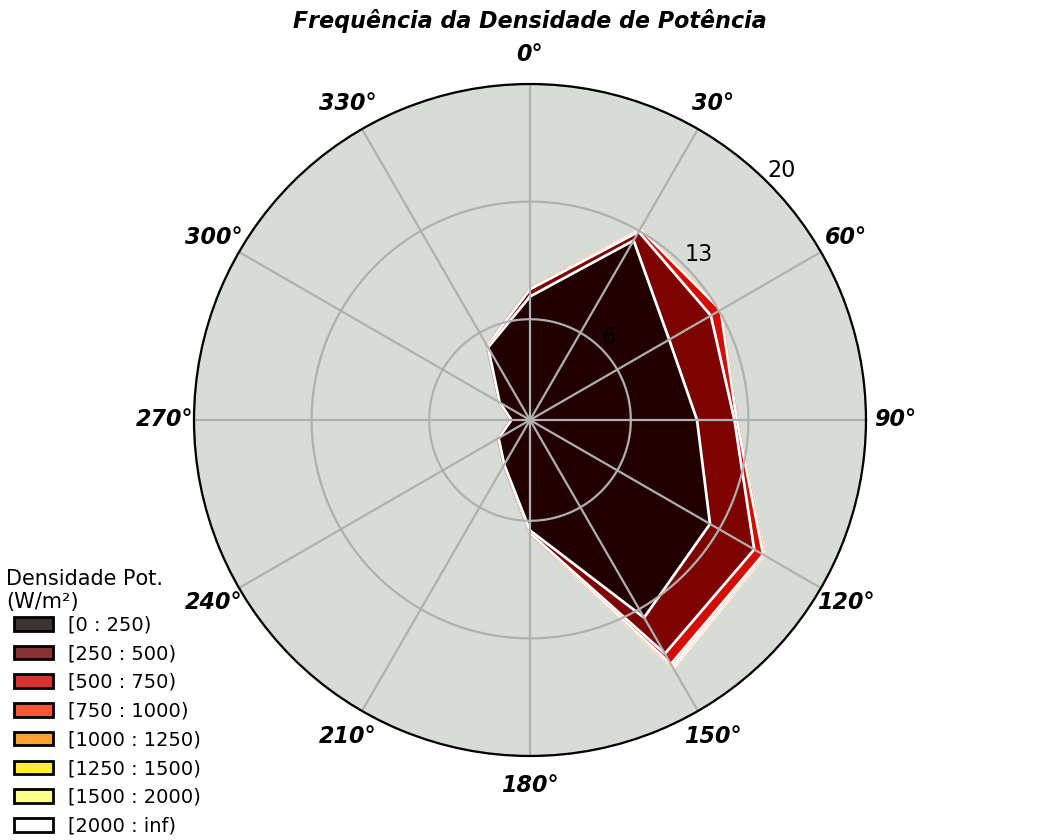 Frequência da Densidade de Potência
0°
330°
30°
20
300°
60°
13
6
270°
90°
Densidade Pot.
(W/m²)
240°
120°
[0 : 250)
[250 : 500)
[500 : 750)
[750 : 1000)
[1000 : 1250)
[1250 : 1500)
[1500 : 2000)
[2000 : inf)
210°
150°
180°